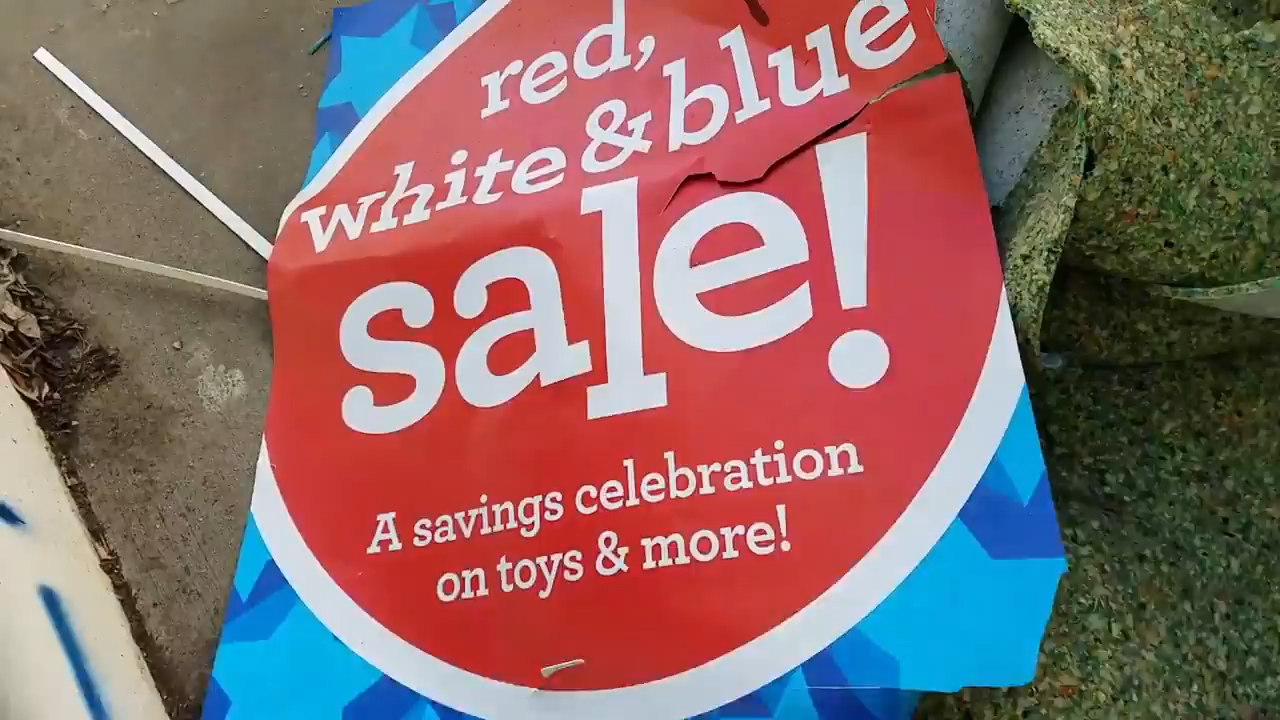 red,
white & blue
sale!
A savings celebration
on toys & more!